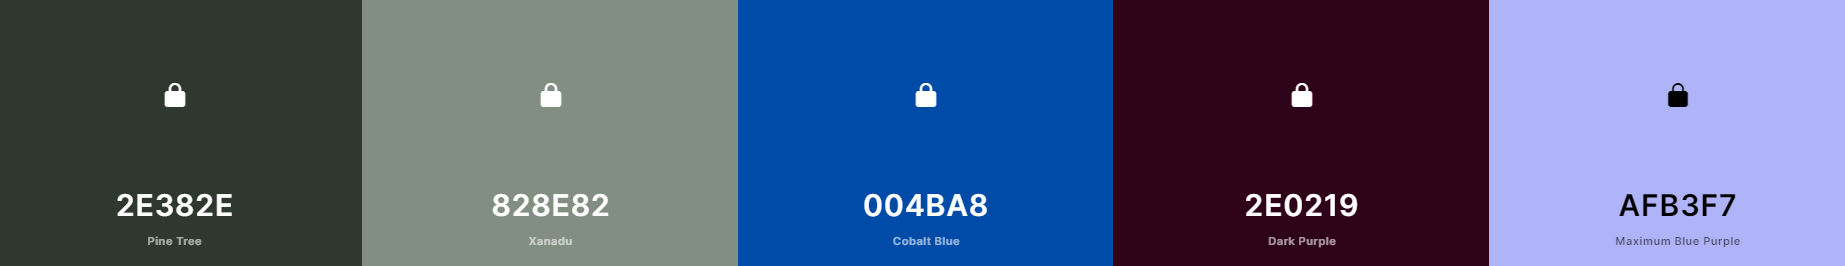 2E382E
Pine Tree
828E82
Xanadu
004BA8
Cobalt Blue
2E0219
Dark Purple
AFB3F7
Maximum Blue Purple